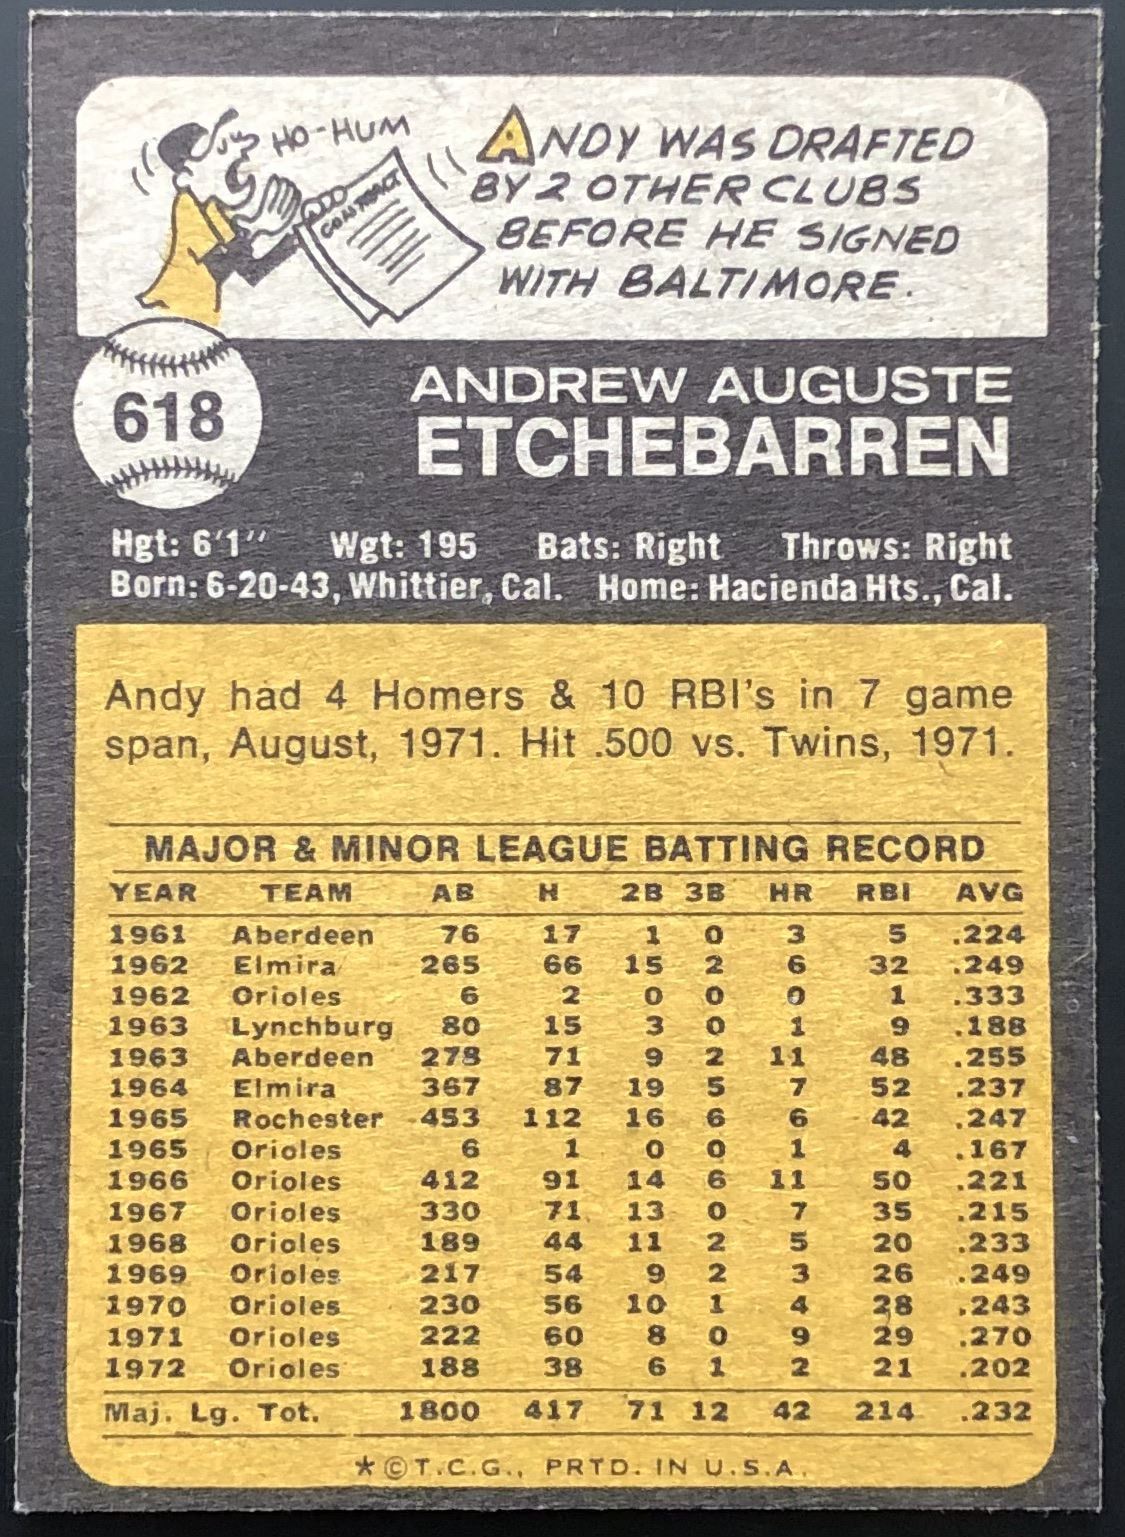 HO-HUM
CONTRACT
ANDY WAS DRAFTED
BY 2 OTHER CLUBS
BEFORE HE SIGNED
WITH BALTIMORE.
618
ANDREW AUGUSTE
ETCHEBARREN
Hgt: 6'1" Wgt: 195 Bats: Right Throws: Right
Born: 6-20-43, Whittier, Cal. Home: Hacienda Hts., Cal.
Andy had 4 Homers & 10 RBI's in 7 game
span, August, 1971. Hit .500 vs. Twins, 1971.
MAJOR & MINOR LEAGUE BATTING RECORD
YEAR TEAM AB H 2B 3B HR RBI AVG
1961 Aberdeen 76 17 1 0 3 5 .224
1962 Elmira 265 66 15 2 6 32 .249
1962 Orioles 6 2 0 0 0 1 .333
1963 Lynchburg 80 15 3 0 1 9 .188
1963 Aberdeen 278 71 9 2 11 48 .255
1964 Elmira 367 87 19 5 7 52 .237
1965 Rochester 453 112 16 6 6 42 .247
1965 Orioles 6 1 0 0 1 4 .167
1966 Orioles 412 91 14 6 11 50 .221
1967 Orioles 330 71 13 0 7 35 .215
1968 Orioles 189 44 11 2 5 20 .233
1969 Orioles 217 54 9 2 3 26 .249
1970 Orioles 230 56 10 1 4 28 .243
1971 Orioles 222 60 8 0 9 29 .270
1972 Orioles 188 38 6 1 2 21 .202
Maj. Lg. Tot. 1800 417 71 12 42 214 .232
*©T.C.G., PRTD. IN U.S.A.